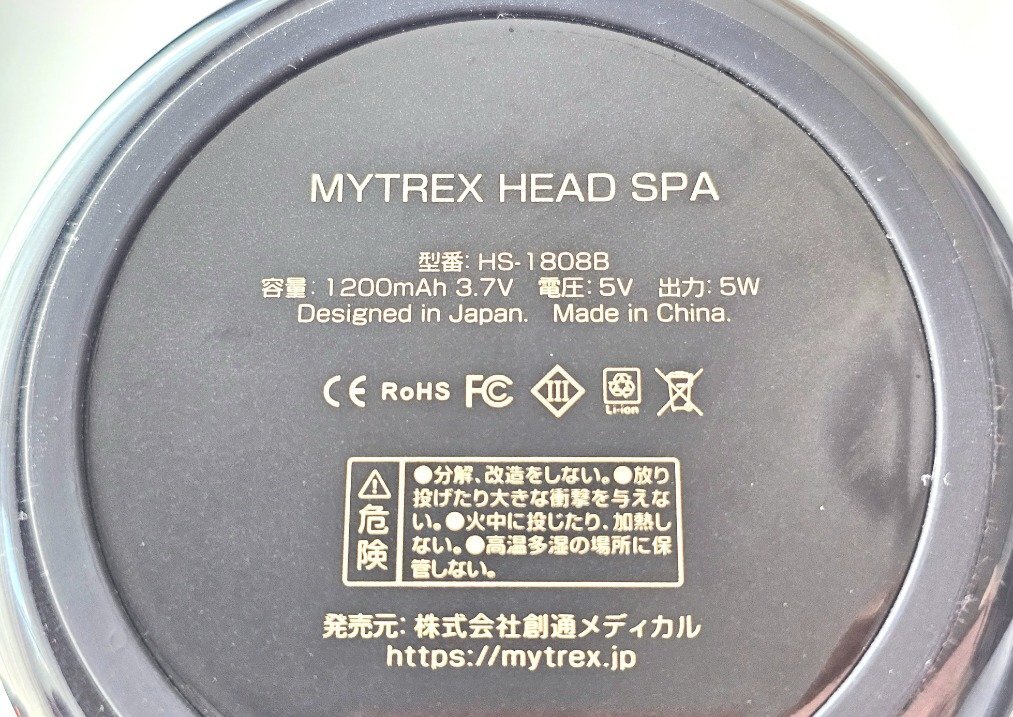 MYTREX HEAD SPA
型番: HS-1808B
容量: 1200mAh 3.7V 電圧: 5V 出力: 5W
Designed in Japan. Made in China.
CE RoHS FC III Li-ion
危険
●分解、改造をしない。●放り
投げたり大きな衝撃を与えな
い。●火中に投じたり、加熱し
ない。●高温多湿の場所に保
管しない。
発売元: 株式会社創通メディカル
https://mytrex.jp